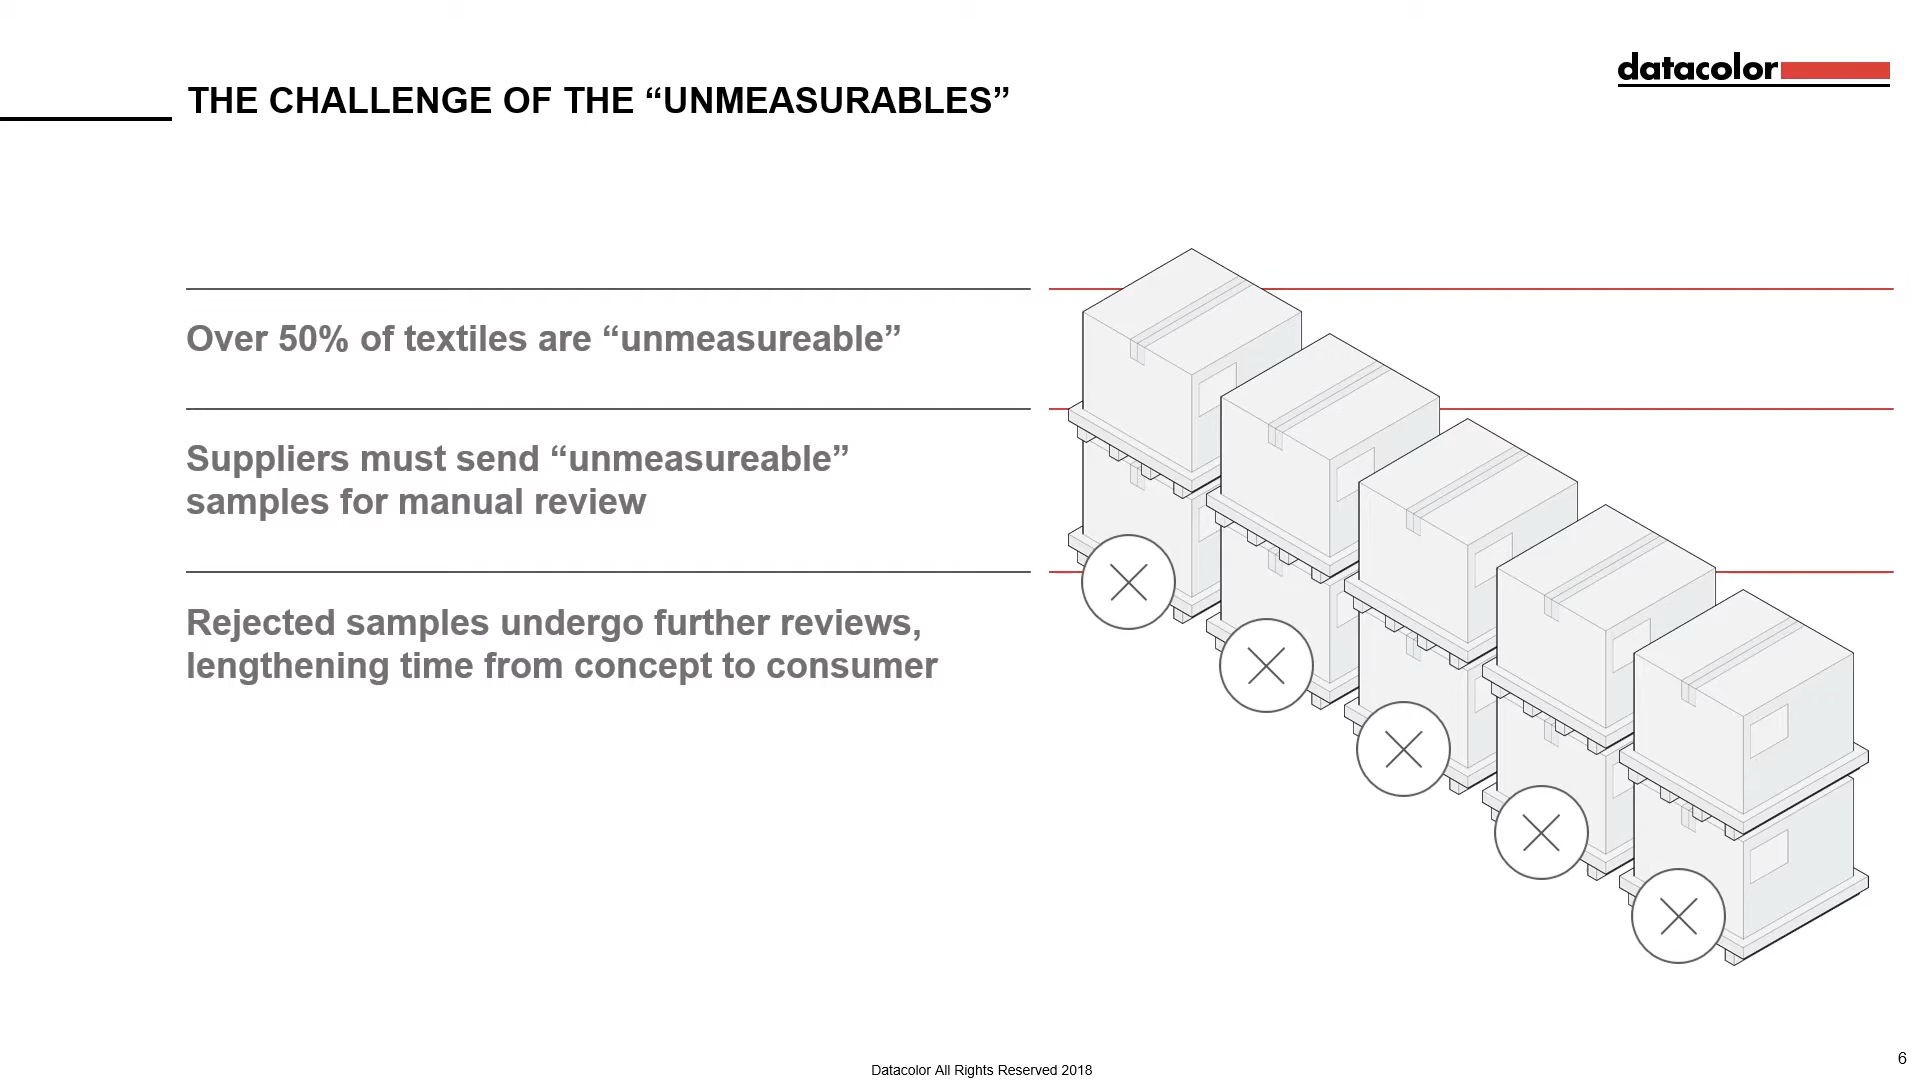 datacolor
THE CHALLENGE OF THE “UNMEASURABLES”
Over 50% of textiles are “unmeasureable”
Suppliers must send “unmeasureable”
samples for manual review
Rejected samples undergo further reviews,
lengthening time from concept to consumer
Datacolor All Rights Reserved 2018
6